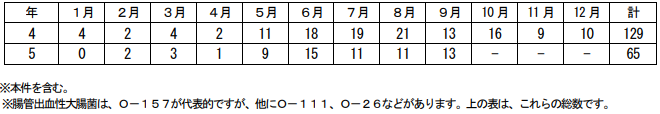 年 １月 ２月 ３月 ４月 ５月 ６月 ７月 ８月 ９月 10月 11月 12月 計
4 4 2 4 2 11 18 19 21 13 16 9 10 129
5 0 2 3 1 9 15 11 11 13 － － － 65
※本件を含む。
※腸管出血性大腸菌は、Ｏ－１５７が代表的ですが、他にＯ－１１１、Ｏ－２６などがあります。上の表は、これらの総数です。